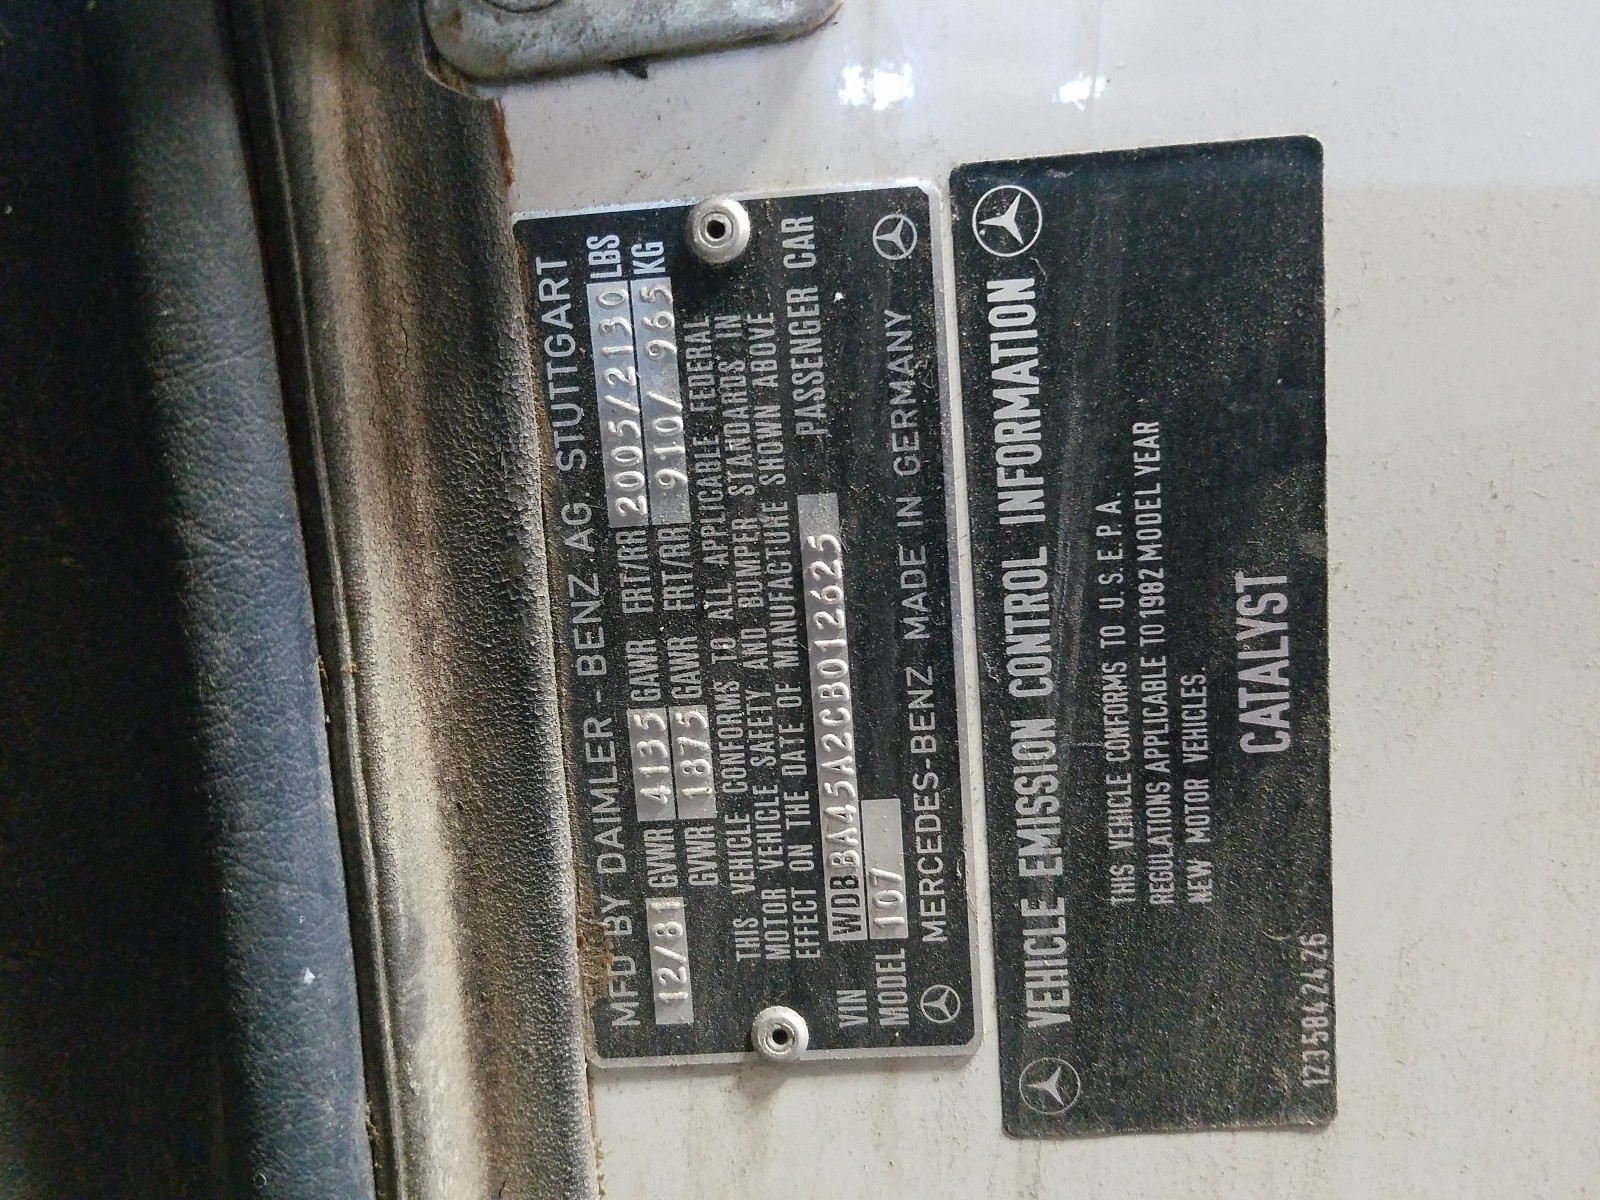 MFD BY DAIMLER-BENZ AG. STUTTGART
12/81 GVWR 4135 GAWR FRT/RR 2005/2130 LBS
GVWR 1875 GAWR FRT/RR 910/ 965 KG
THIS VEHICLE CONFORMS TO ALL APPLICABLE FEDERAL
MOTOR VEHICLE SAFETY AND BUMPER STANDARDS IN
EFFECT ON THE DATE OF MANUFACTURE SHOWN ABOVE
VIN WDBBA45A2CB012625
MODEL 107 PASSENGER CAR
MERCEDES-BENZ MADE IN GERMANY
VEHICLE EMISSION CONTROL INFORMATION
THIS VEHICLE CONFORMS TO U.S.E.P.A.
REGULATIONS APPLICABLE TO 1982 MODEL YEAR
NEW MOTOR VEHICLES.
CATALYST
123 584 24 26